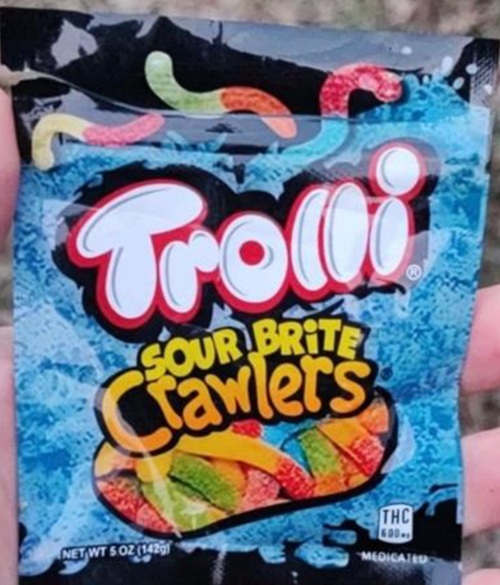 Trolli®
SOUR BRiTE
Crawlers
THC
600mg
NET WT 5 OZ (142g)
MEDICATED